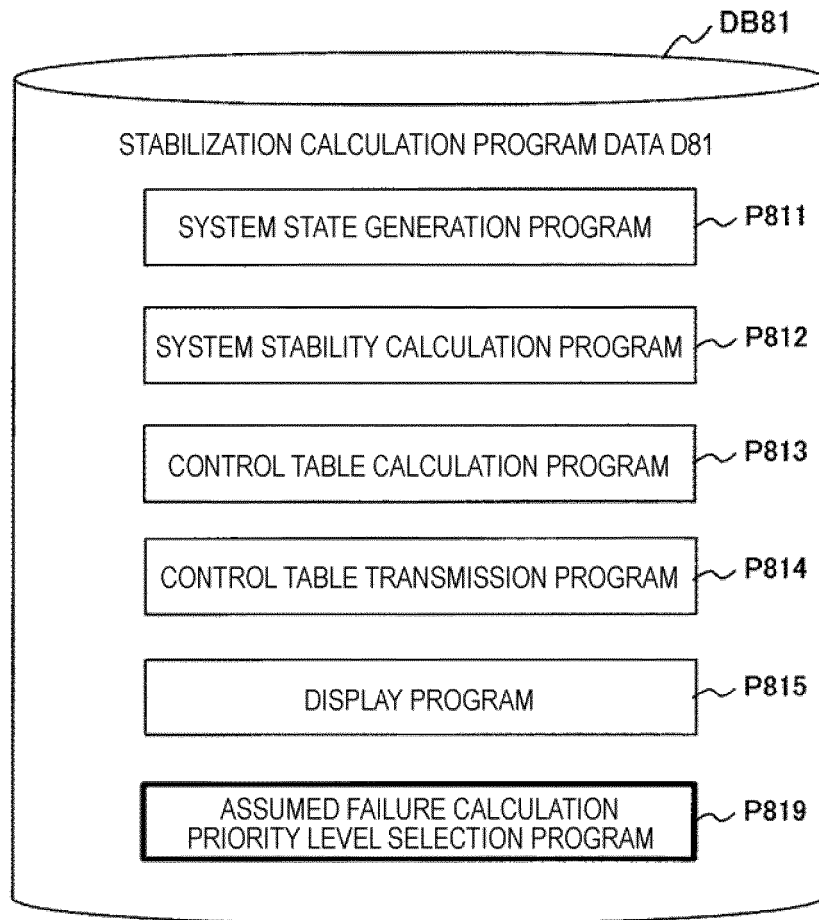 DB81
STABILIZATION CALCULATION PROGRAM DATA D81
SYSTEM STATE GENERATION PROGRAM
P811
SYSTEM STABILITY CALCULATION PROGRAM
P812
CONTROL TABLE CALCULATION PROGRAM
P813
CONTROL TABLE TRANSMISSION PROGRAM
P814
DISPLAY PROGRAM
P815
ASSUMED FAILURE CALCULATION
PRIORITY LEVEL SELECTION PROGRAM
P819